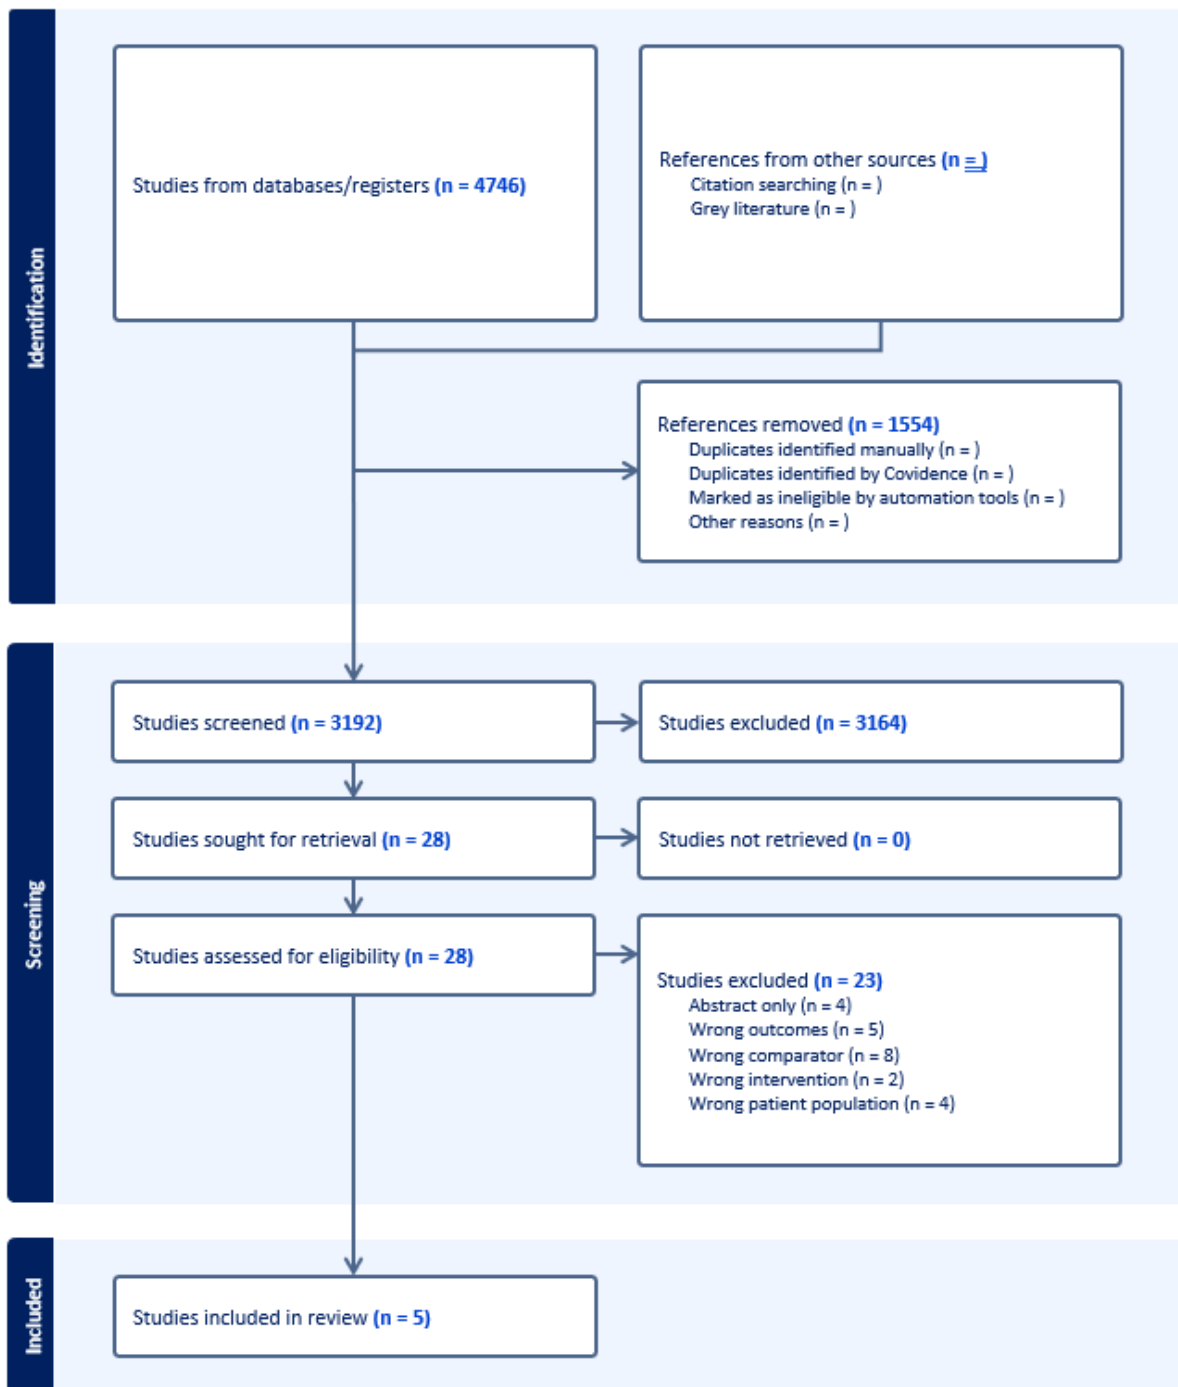 Identification
Studies from databases/registers (n = 4746)
References from other sources (n = )
Citation searching (n = )
Grey literature (n = )
References removed (n = 1554)
Duplicates identified manually (n = )
Duplicates identified by Covidence (n = )
Marked as ineligible by automation tools (n = )
Other reasons (n = )
Screening
Studies screened (n = 3192)
Studies excluded (n = 3164)
Studies sought for retrieval (n = 28)
Studies not retrieved (n = 0)
Studies assessed for eligibility (n = 28)
Studies excluded (n = 23)
Abstract only (n = 4)
Wrong outcomes (n = 5)
Wrong comparator (n = 8)
Wrong intervention (n = 2)
Wrong patient population (n = 4)
Included
Studies included in review (n = 5)